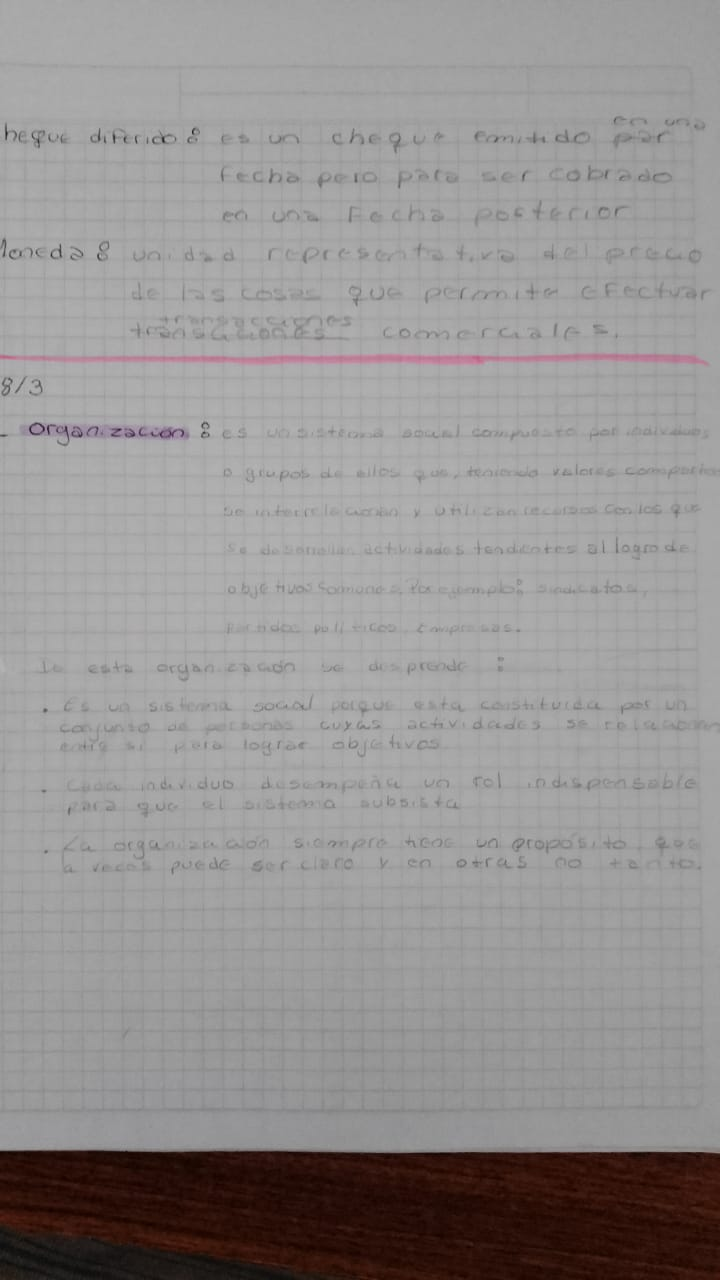 en una
heque diferido: es un cheque emitido por
fecha pero para ser cobrado
en una Fecha posterior
Moneda: unidad representativa del precio
de las cosas que permita efectuar
transacciones
comerciales.
8/3
- Organización: es un sistema social compuesto por individuos
o grupos de ellos que, teniendo valores compartidos
se interrelacionan y utilizan recursos con los que
se desarrollan actividades tendientes al logro de
objetivos comunes. Por ejemplo: sindicatos,
partidos políticos, empresas.
De esta organización se desprende:
• Es un sistema social porque esta constituida por un
conjunto de personas cuyas actividades se relacionan
entre si para lograr objetivos
• Cada individuo desempeña un rol indispensable
para que el sistema subsista
• La organización siempre tiene un proposito que
a veces puede ser claro y en otras no tanto.